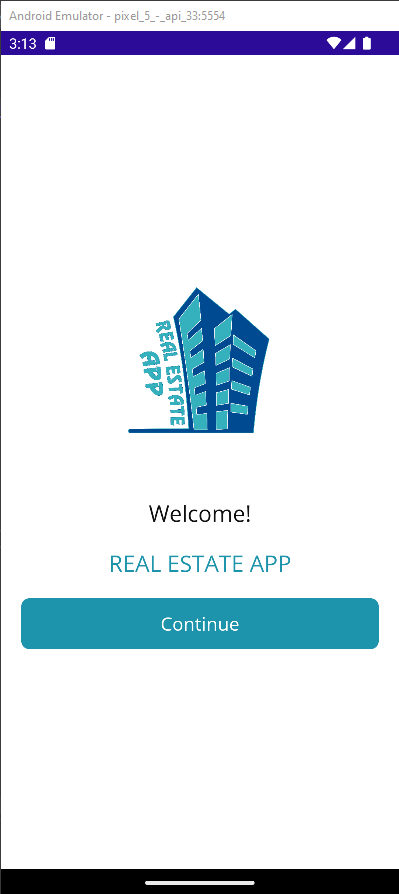 Android Emulator - pixel_5_-_api_33:5554
3:13
REAL ESTATE
APP
Welcome!
REAL ESTATE APP
Continue